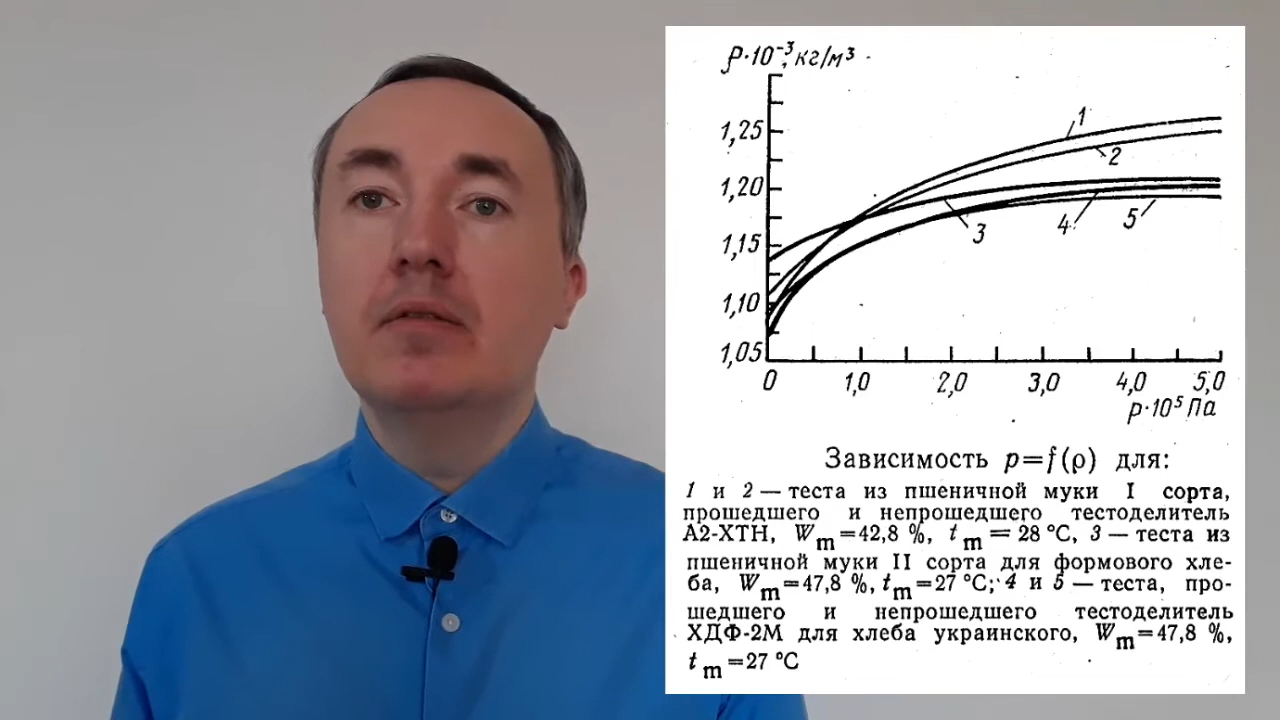 ρ·10⁻³, кг/м³
1,25
1,20
1,15
1,10
1,05
1
2
3
4
5
0 1,0 2,0 3,0 4,0 5,0
р·10⁵ Па
Зависимость p=f(ρ) для:
1 и 2 — теста из пшеничной муки I сорта,
прошедшего и непрошедшего тестоделитель
А2-ХТН, Wm=42,8 %, tm = 28 °С, 3 — теста из
пшеничной муки II сорта для формового хле-
ба, Wm=47,8 %, tm=27 °С; 4 и 5 — теста, про-
шедшего и непрошедшего тестоделитель
ХДФ-2М для хлеба украинского, Wm=47,8 %,
tm=27 °С